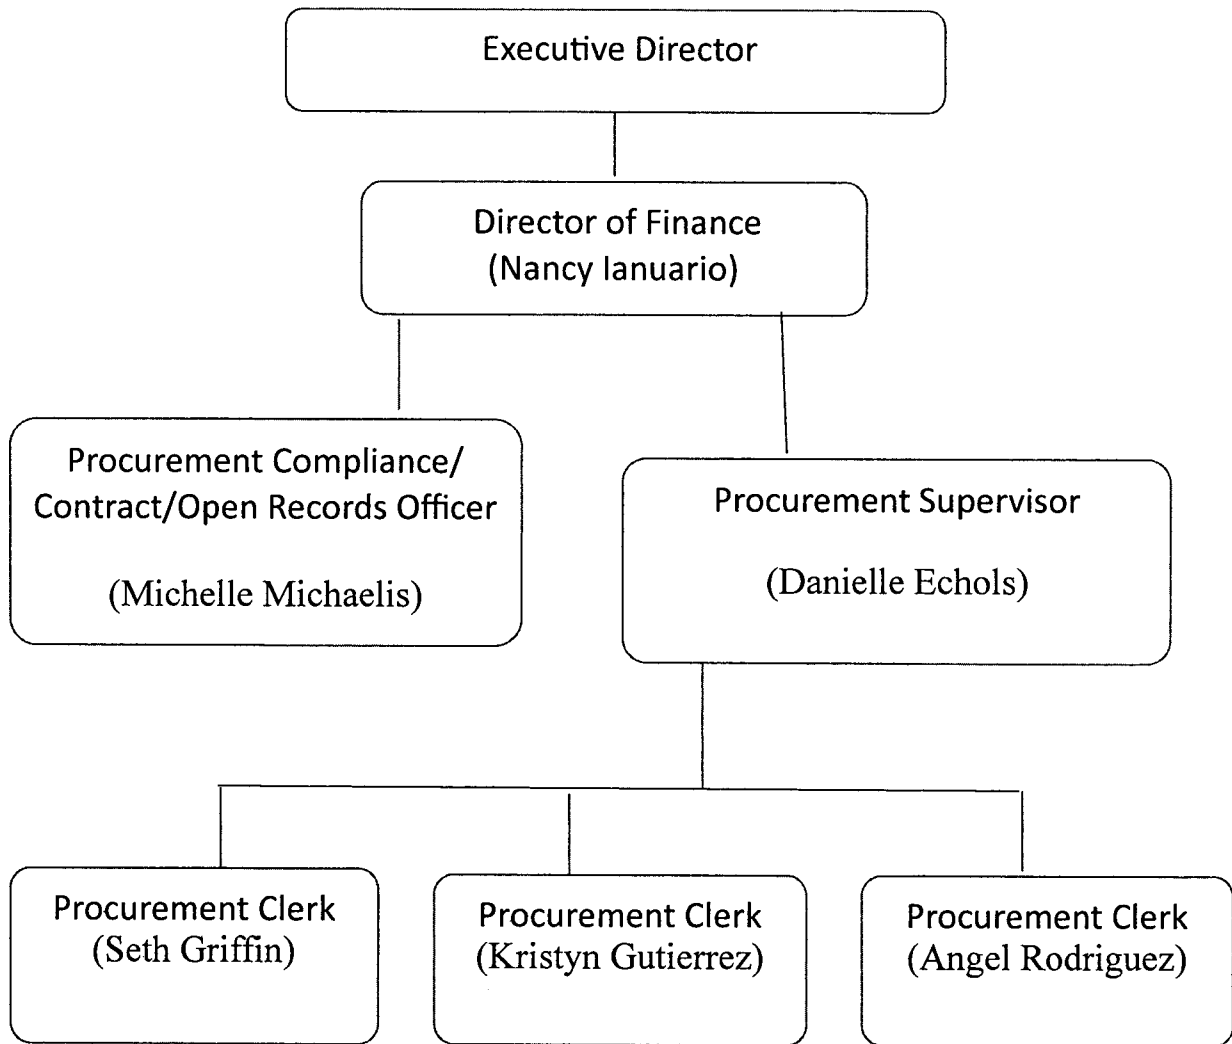 Executive Director
Director of Finance
(Nancy Ianuario)
Procurement Compliance/
Contract/Open Records Officer
(Michelle Michaelis)
Procurement Supervisor
(Danielle Echols)
Procurement Clerk
(Seth Griffin)
Procurement Clerk
(Kristyn Gutierrez)
Procurement Clerk
(Angel Rodriguez)